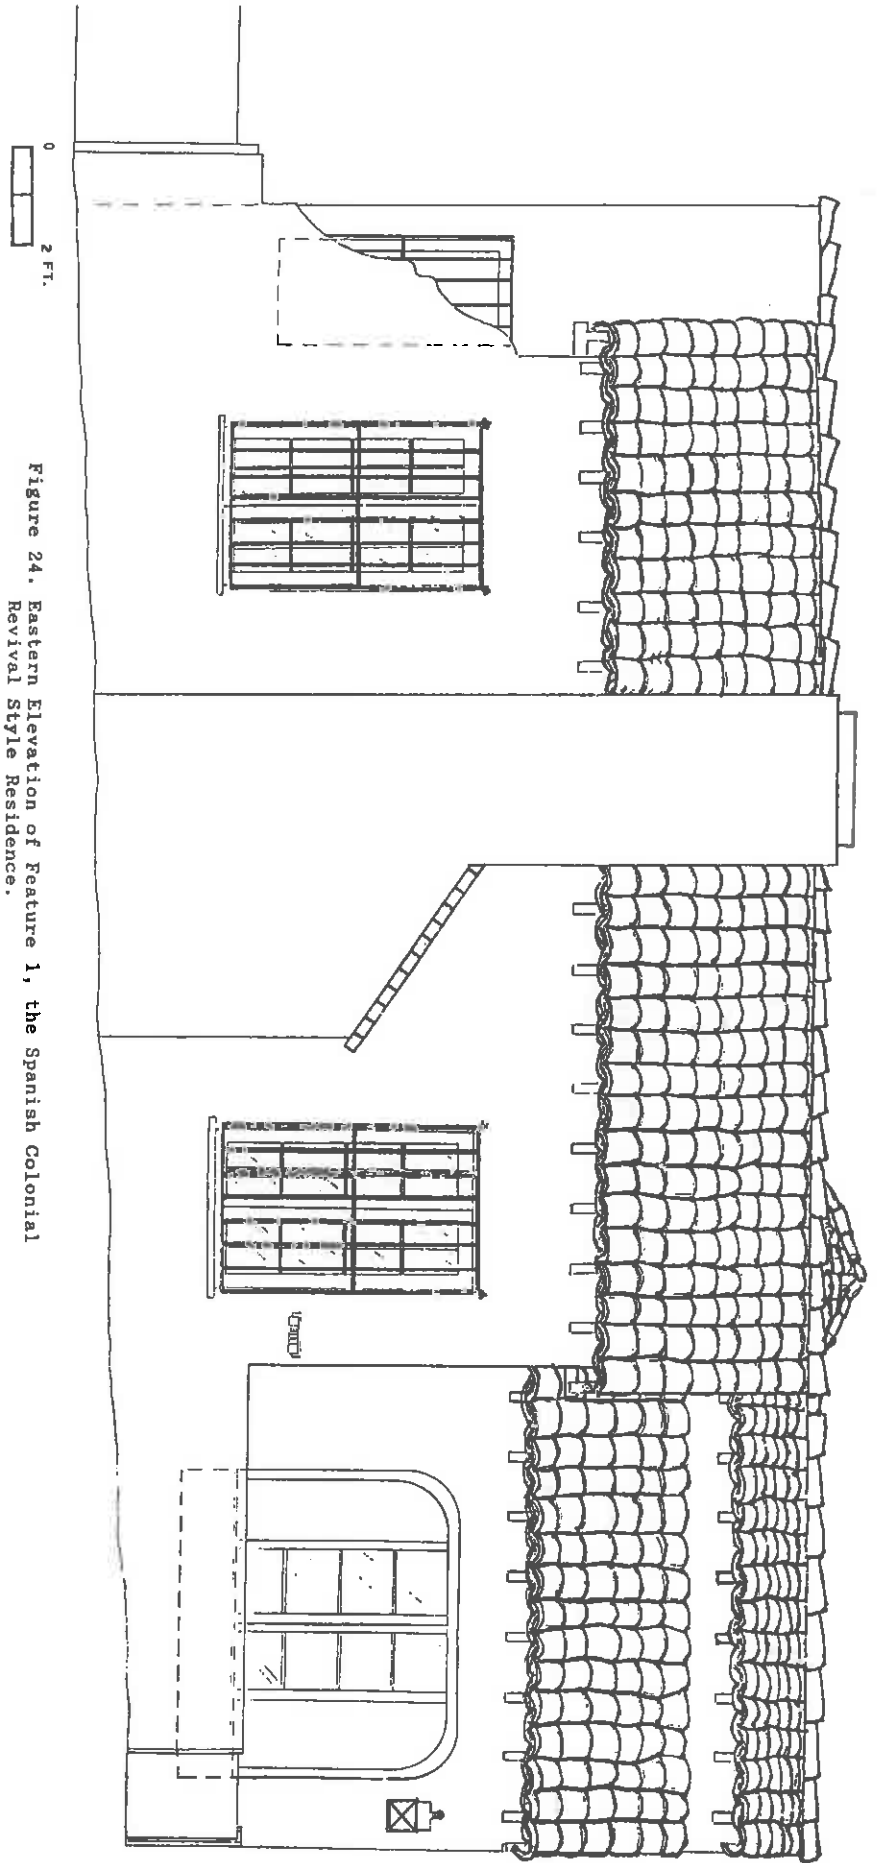 0 2 FT.
Figure 24. Eastern Elevation of Feature 1, the Spanish Colonial
Revival Style Residence.